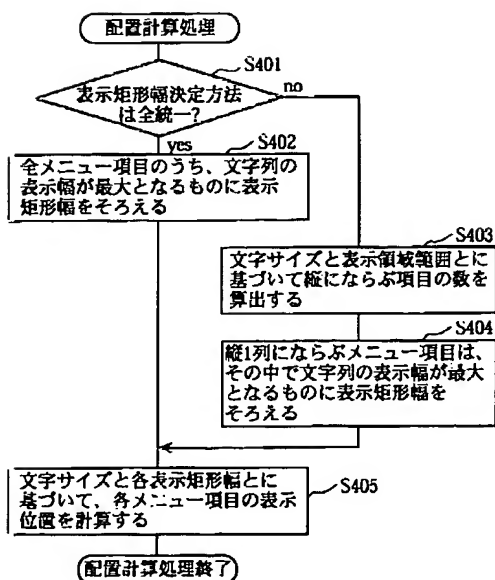 配置計算処理
S401
表示矩形幅決定方法
は全統一?
no
yes
S402
全メニュー項目のうち、文字列の
表示幅が最大となるものに表示
矩形幅をそろえる
S403
文字サイズと表示領域範囲とに
基づいて縦にならぶ項目の数を
算出する
S404
縦1列にならぶメニュー項目は、
その中で文字列の表示幅が最大
となるものに表示矩形幅を
そろえる
文字サイズと各表示矩形幅とに
基づいて、各メニュー項目の表示
位置を計算する
S405
配置計算処理終了